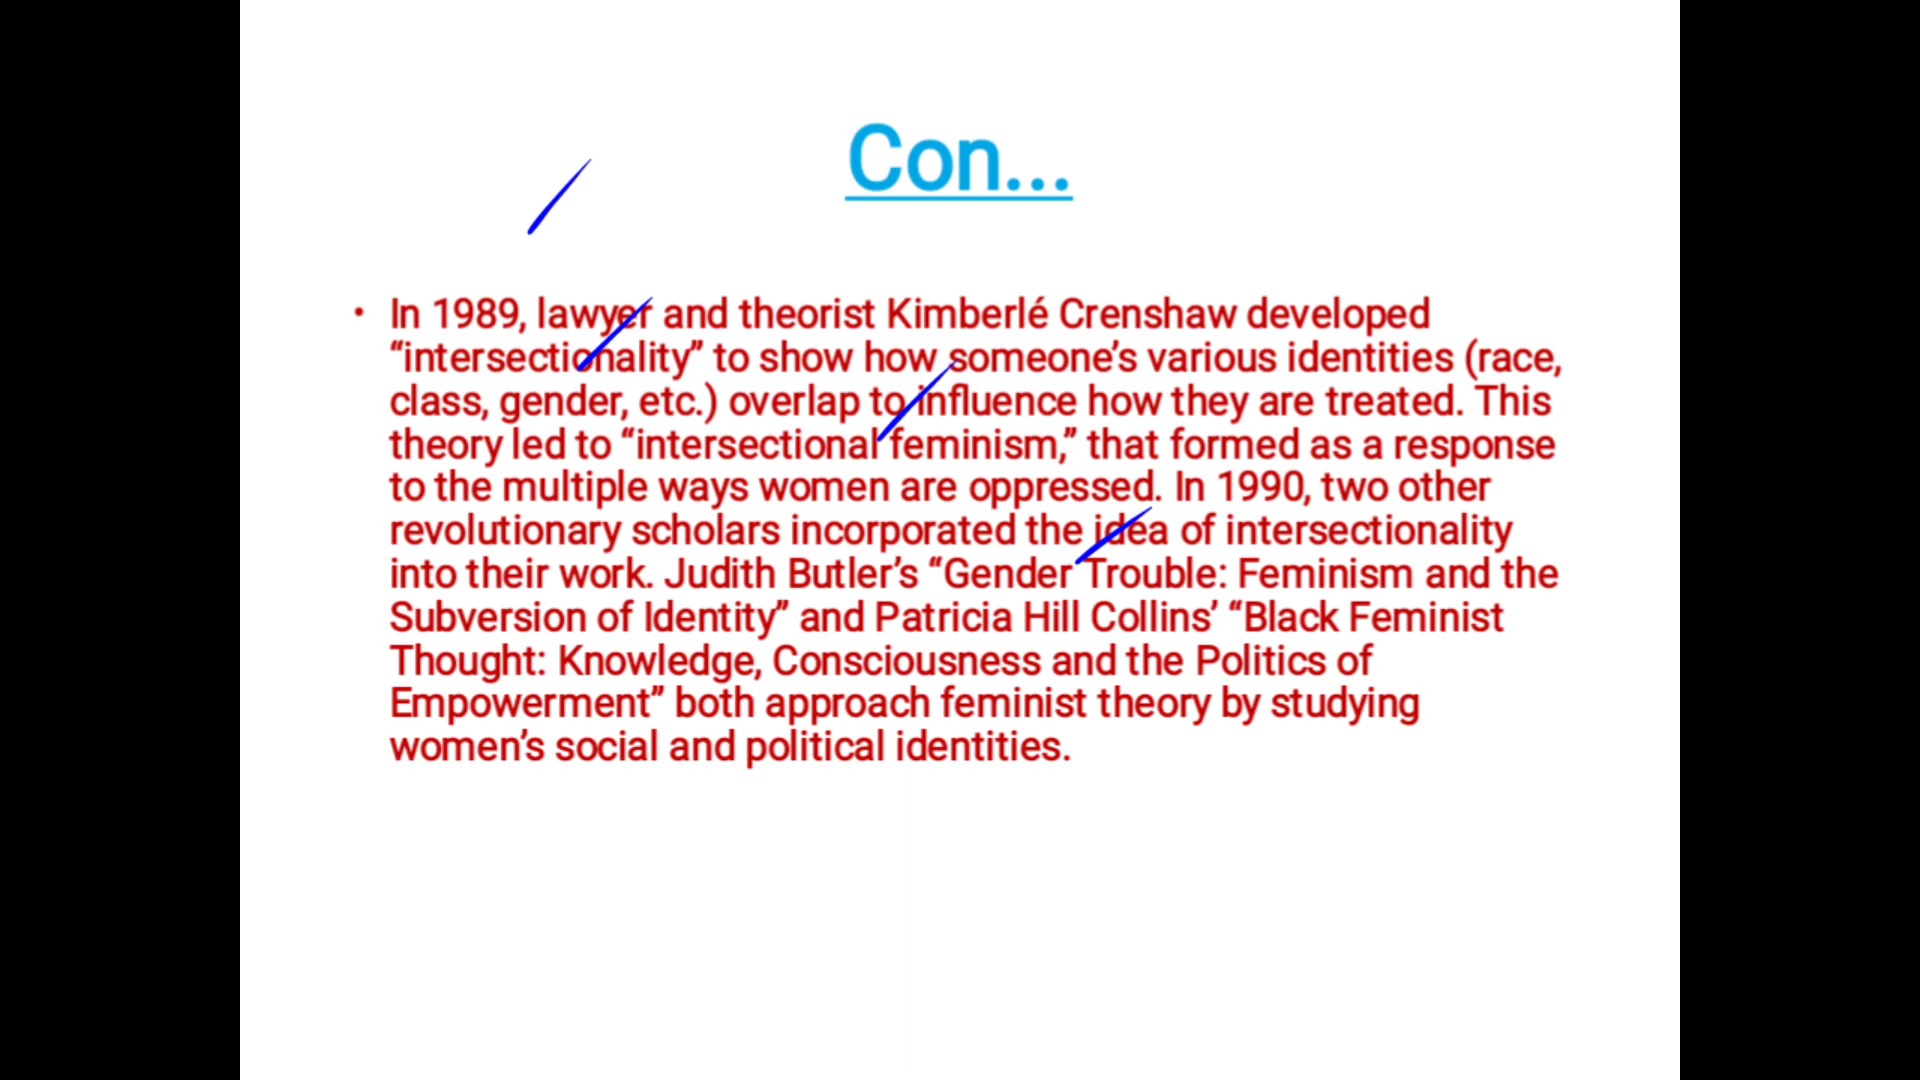 Con...
• In 1989, lawyer and theorist Kimberlé Crenshaw developed
“intersectionality” to show how someone’s various identities (race,
class, gender, etc.) overlap to influence how they are treated. This
theory led to “intersectional feminism,” that formed as a response
to the multiple ways women are oppressed. In 1990, two other
revolutionary scholars incorporated the idea of intersectionality
into their work. Judith Butler’s “Gender Trouble: Feminism and the
Subversion of Identity” and Patricia Hill Collins’ “Black Feminist
Thought: Knowledge, Consciousness and the Politics of
Empowerment” both approach feminist theory by studying
women’s social and political identities.